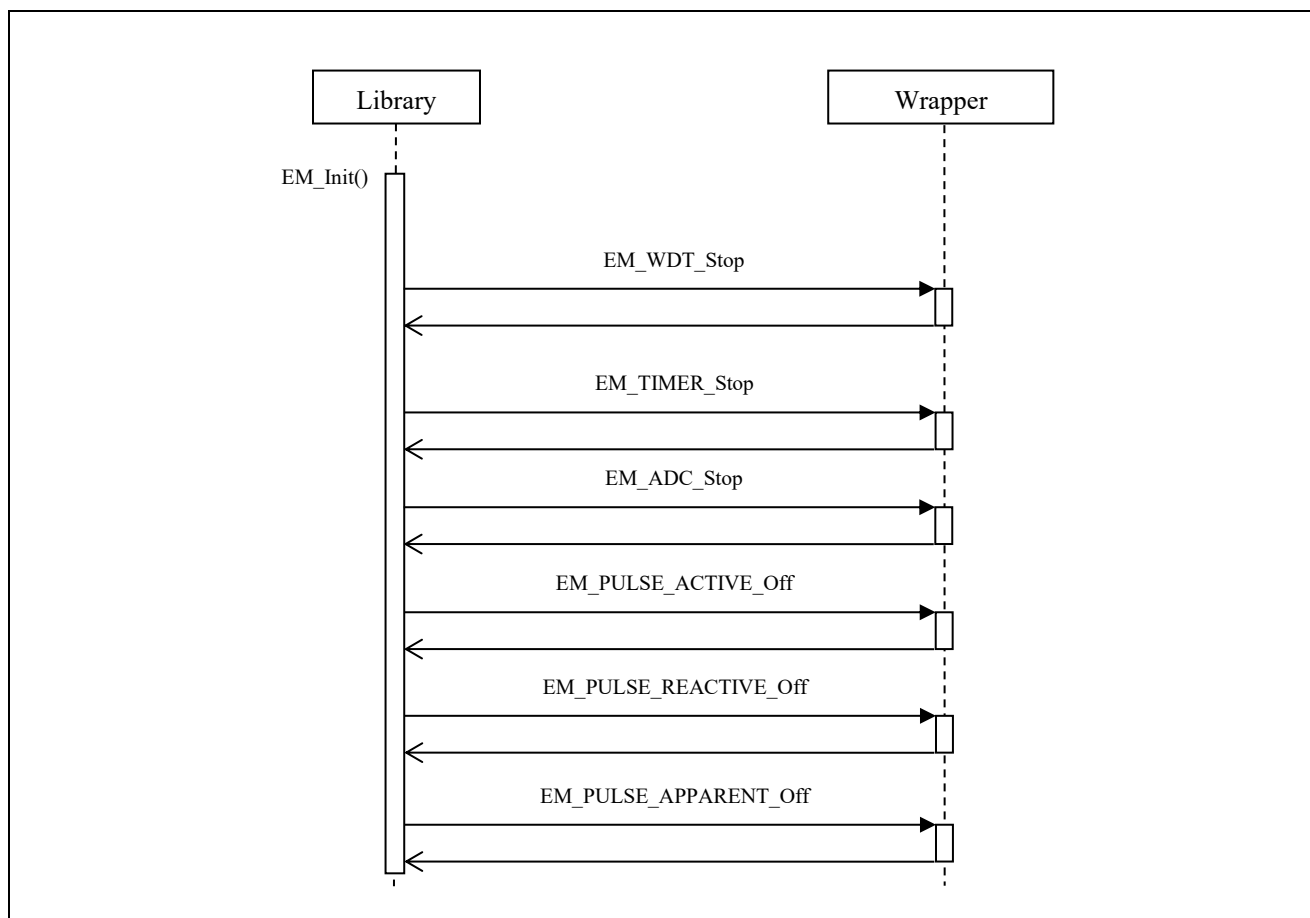 Library
Wrapper
EM_Init()
EM_WDT_Stop
EM_TIMER_Stop
EM_ADC_Stop
EM_PULSE_ACTIVE_Off
EM_PULSE_REACTIVE_Off
EM_PULSE_APPARENT_Off